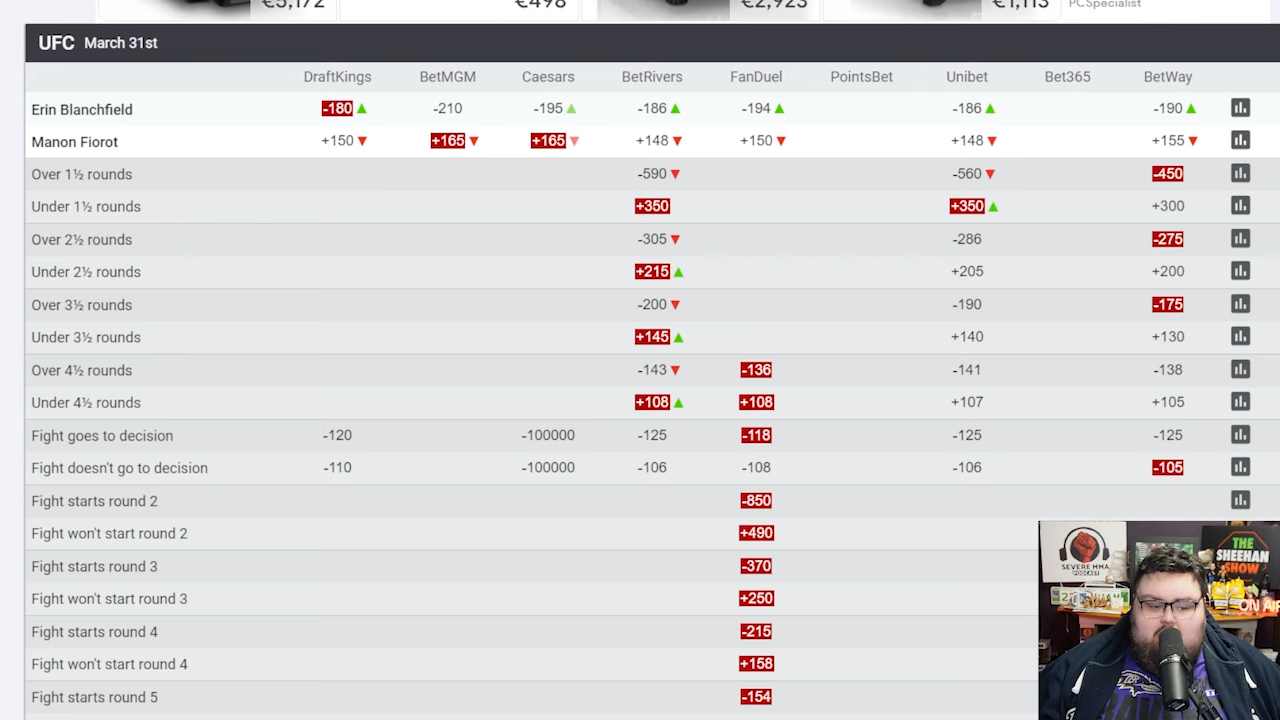 €5,172 €498 €2,923 €1,113 PCSpecialist
UFC March 31st
DraftKings BetMGM Caesars BetRivers FanDuel PointsBet Unibet Bet365 BetWay
Erin Blanchfield -180▲ -210 -195▲ -186▲ -194▲ -186▲ -190▲
Manon Fiorot +150▼ +165▼ +165▼ +148▼ +150▼ +148▼ +155▼
Over 1½ rounds -590▼ -560▼ -450
Under 1½ rounds +350 +350▲ +300
Over 2½ rounds -305▼ -286 -275
Under 2½ rounds +215▲ +205 +200
Over 3½ rounds -200▼ -190 -175
Under 3½ rounds +145▲ +140 +130
Over 4½ rounds -143▼ -136 -141 -138
Under 4½ rounds +108▲ +108 +107 +105
Fight goes to decision -120 -100000 -125 -118 -125 -125
Fight doesn't go to decision -110 -100000 -106 -108 -106 -105
Fight starts round 2 -850
Fight won't start round 2 +490
Fight starts round 3 -370
Fight won't start round 3 +250
Fight starts round 4 -215
Fight won't start round 4 +158
Fight starts round 5 -154
SEVERE MMA
PODCAST
THE
SHEEHAN
SHOW
ON AIR